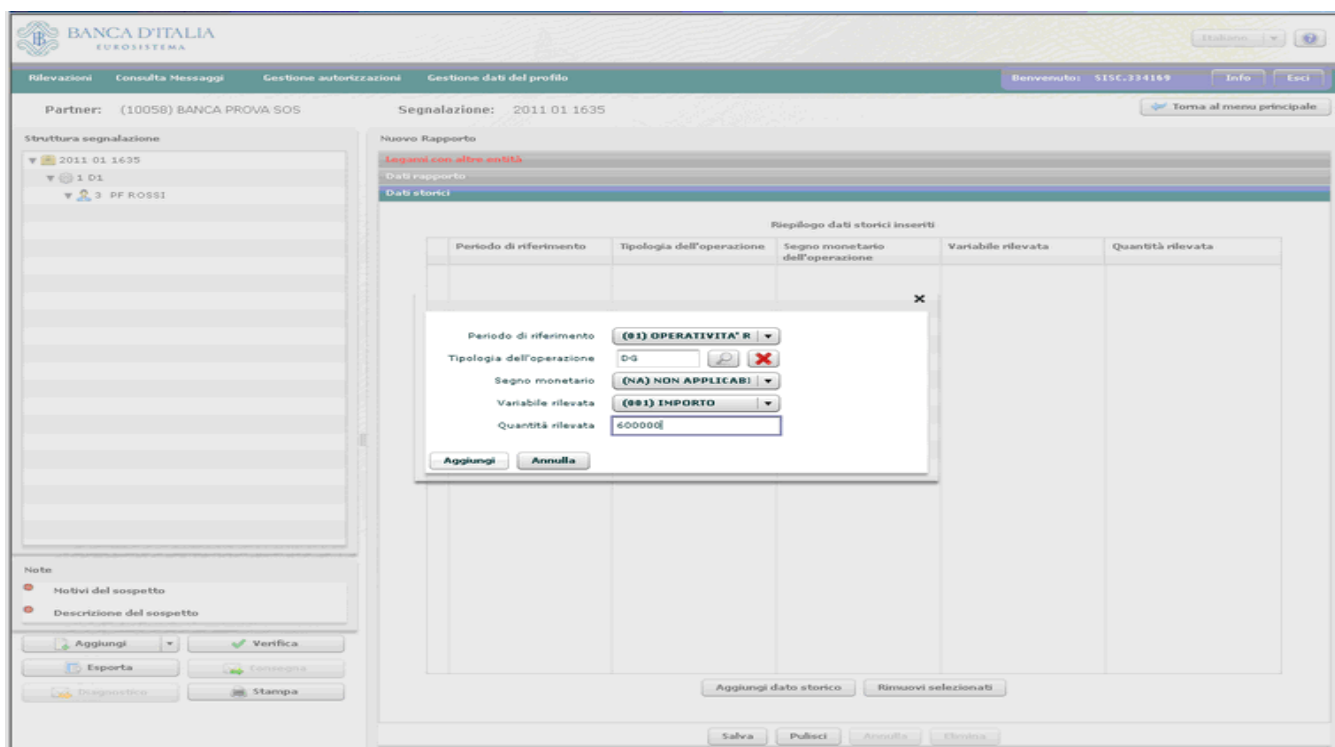 BANCA D'ITALIA
EUROSISTEMA
Italiano
Rilevazioni Consulta Messaggi Gestione autorizzazioni Gestione dati del profilo Benvenuto: SISC.334169 Info Esci
Partner: (10058) BANCA PROVA SOS Segnalazione: 2011 01 1635 Torna al menu principale
Struttura segnalazione
2011 01 1635
1 D1
3 PF ROSSI
Nuovo Rapporto
Legami con altre entità
Dati rapporto
Dati storici
Riepilogo dati storici inseriti
Periodo di riferimento Tipologia dell'operazione Segno monetario dell'operazione Variabile rilevata Quantità rilevata
Periodo di riferimento (01) OPERATIVITA' R
Tipologia dell'operazione DG
Segno monetario (NA) NON APPLICABI
Variabile rilevata (001) IMPORTO
Quantità rilevata 600000
Aggiungi Annulla
Note
Motivi del sospetto
Descrizione del sospetto
Aggiungi Verifica
Esporta Consegna
Diagnostico Stampa
Aggiungi dato storico Rimuovi selezionati
Salva Pulisci Annulla Elimina